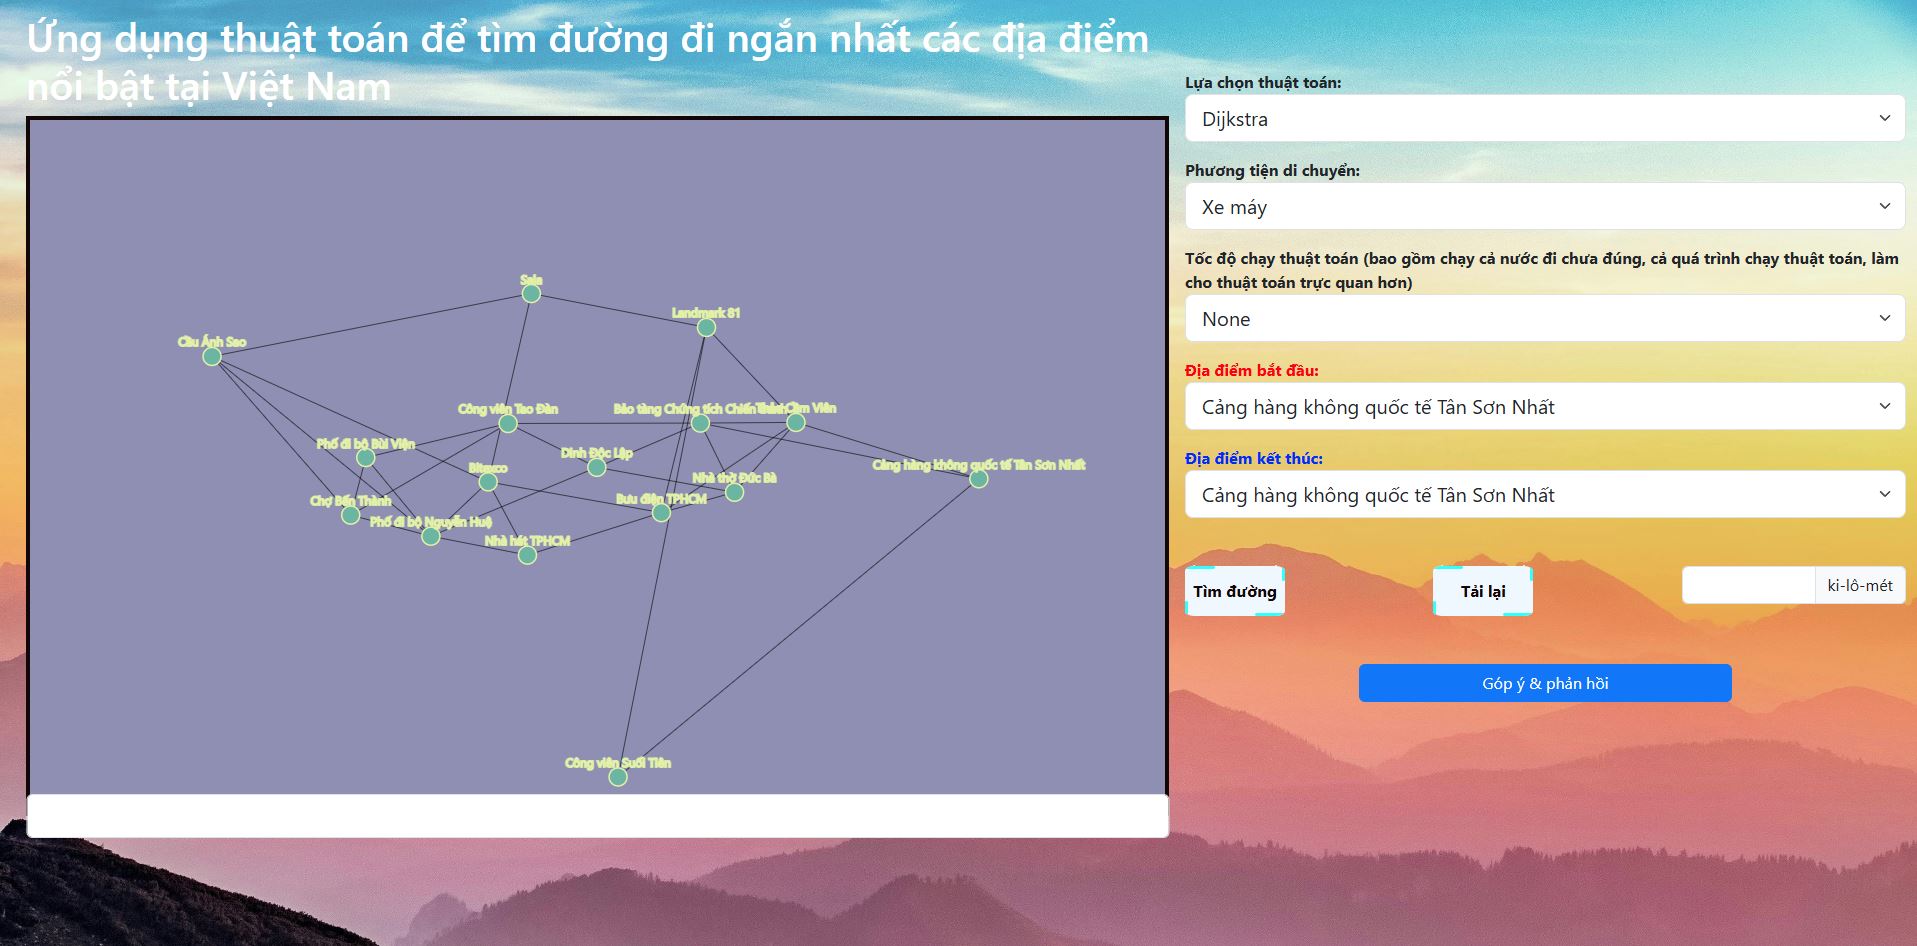 Ứng dụng thuật toán để tìm đường đi ngắn nhất các địa điểm
nổi bật tại Việt Nam
Sala
Landmark 81
Cầu Ánh Sao
Công viên Tao Đàn
Bảo tàng Chứng tích Chiến tranh
Thảo Cầm Viên
Phố đi bộ Bùi Viện
Dinh Độc Lập
Bitexco
Cảng hàng không quốc tế Tân Sơn Nhất
Nhà thờ Đức Bà
Chợ Bến Thành
Bưu điện TPHCM
Phố đi bộ Nguyễn Huệ
Nhà hát TPHCM
Công viên Suối Tiên
Lựa chọn thuật toán:
Dijkstra
Phương tiện di chuyển:
Xe máy
Tốc độ chạy thuật toán (bao gồm chạy cả nước đi chưa đúng, cả quá trình chạy thuật toán, làm
cho thuật toán trực quan hơn)
None
Địa điểm bắt đầu:
Cảng hàng không quốc tế Tân Sơn Nhất
Địa điểm kết thúc:
Cảng hàng không quốc tế Tân Sơn Nhất
Tìm đường
Tải lại
ki-lô-mét
Góp ý & phản hồi